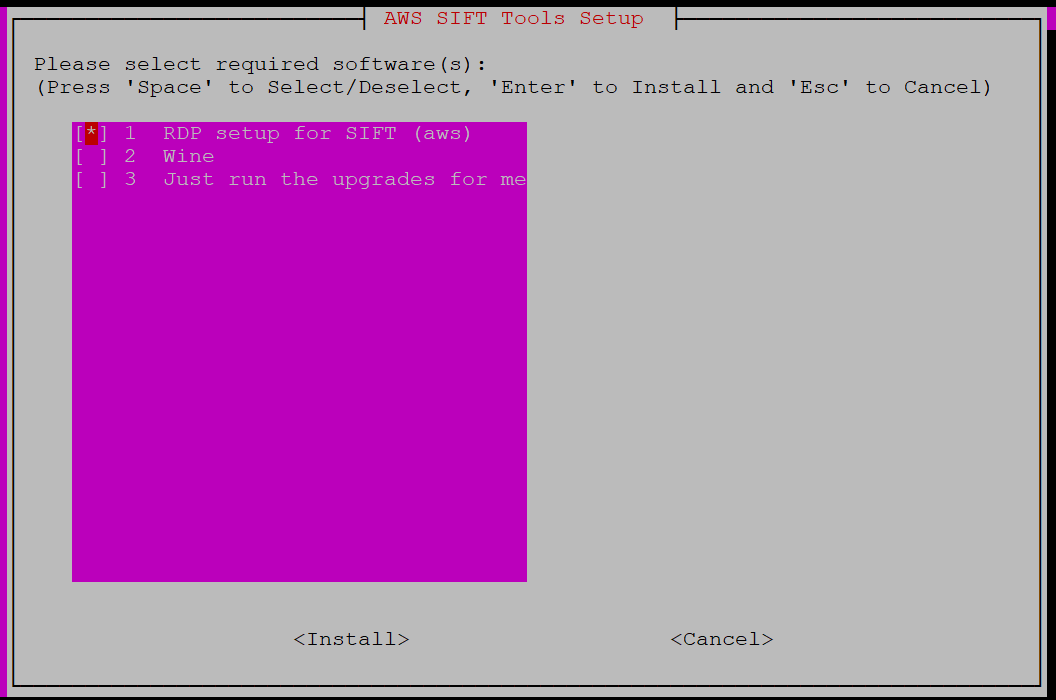 AWS SIFT Tools Setup
Please select required software(s):
(Press 'Space' to Select/Deselect, 'Enter' to Install and 'Esc' to Cancel)
[*] 1 RDP setup for SIFT (aws)
[ ] 2 Wine
[ ] 3 Just run the upgrades for me
<Install> <Cancel>